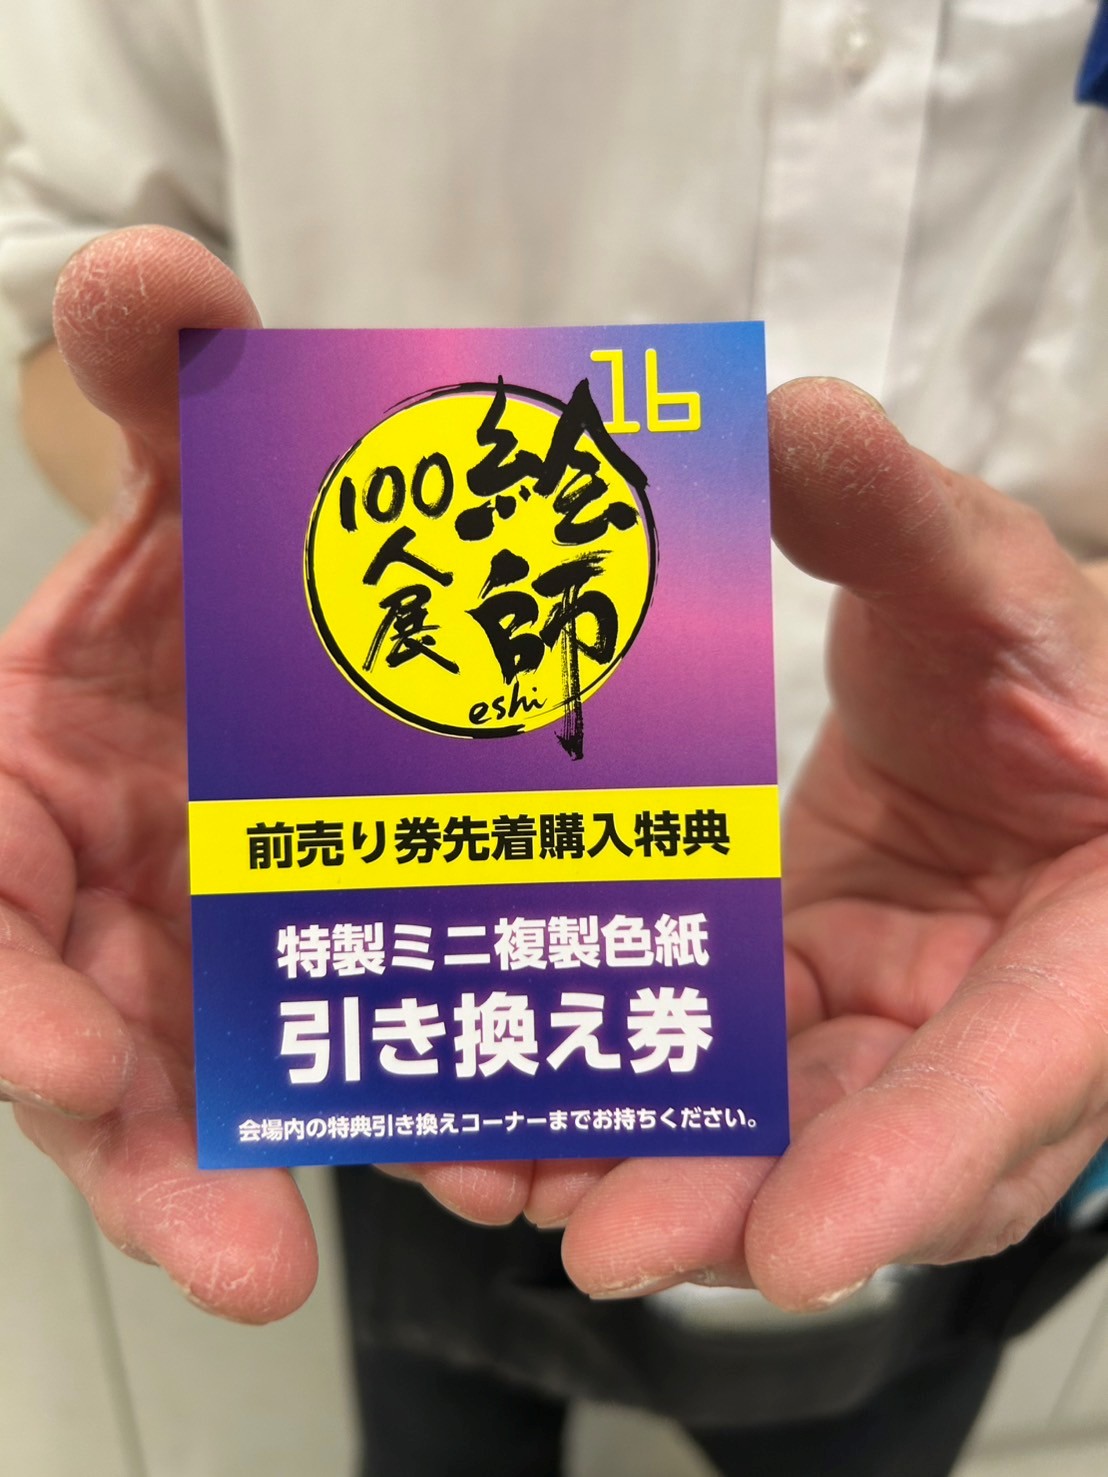 16
絵師
100人展
eshi
前売り券先着購入特典
特製ミニ複製色紙
引き換え券
会場内の特典引き換えコーナーまでお持ちください。